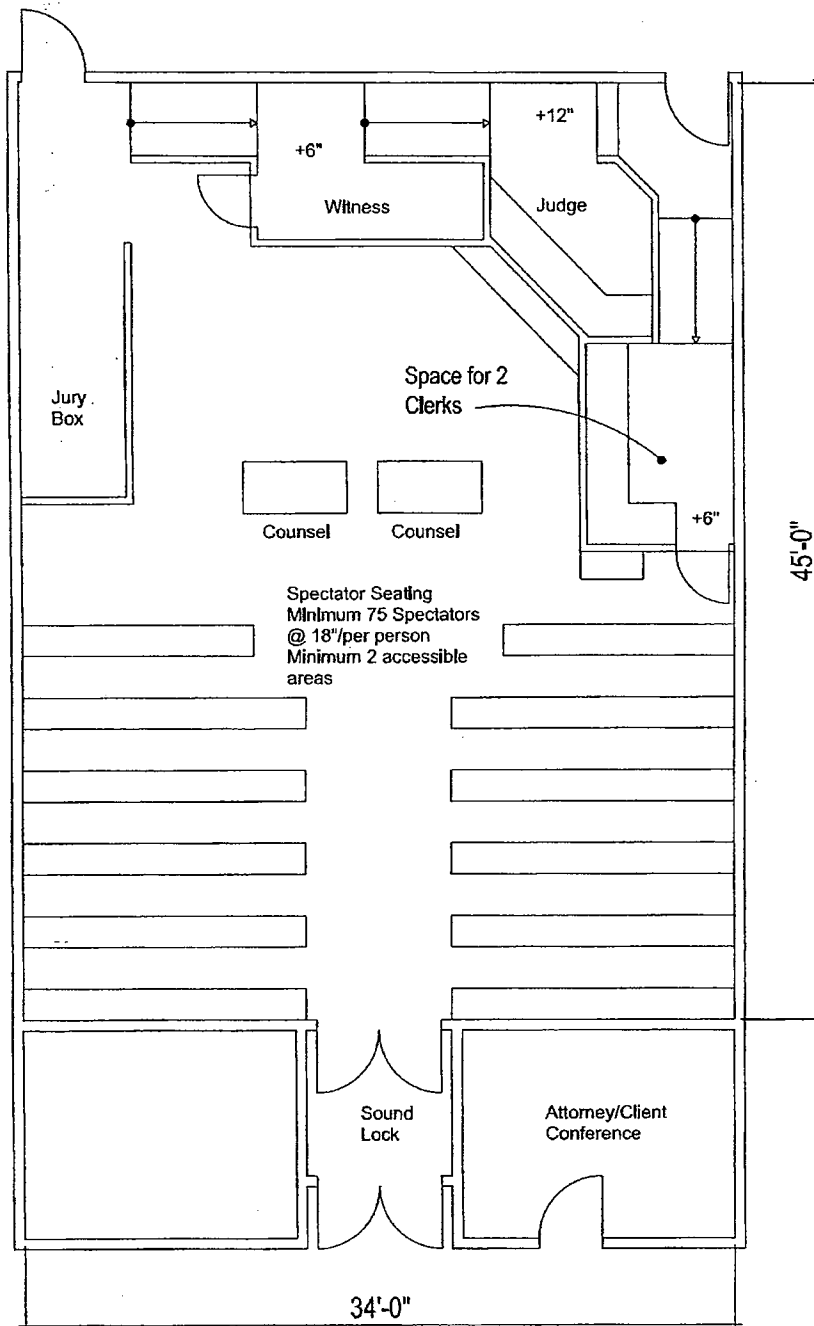 +12"
+6"
Witness
Judge
Space for 2
Clerks
Jury
Box
+6"
Counsel
Counsel
45'-0"
Spectator Seating
Minimum 75 Spectators
@ 18"/per person
Minimum 2 accessible
areas
Sound
Lock
Attorney/Client
Conference
34'-0"